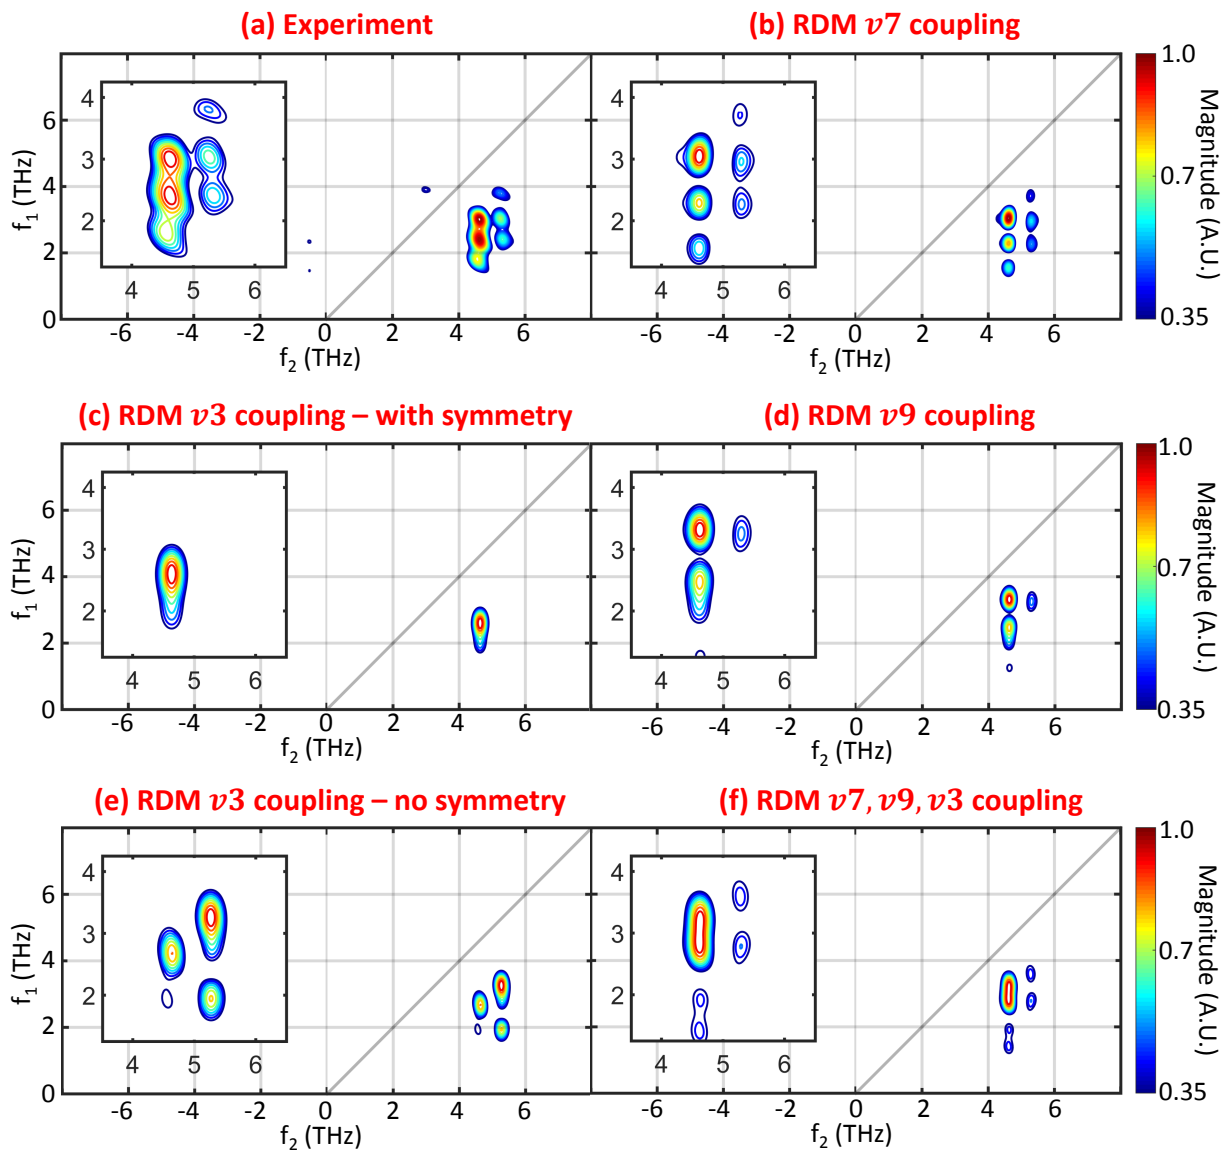 (a) Experiment
(b) RDM 𝑣7 coupling
f₁ (THz)
6
4
2
0
4
3
2
4 5 6
-6 -4 -2 0 2 4 6
f₂ (THz)
4
3
2
4 5 6
-6 -4 -2 0 2 4 6
f₂ (THz)
1.0
0.7
0.35
Magnitude (A.U.)
(c) RDM 𝑣3 coupling – with symmetry
(d) RDM 𝑣9 coupling
f₁ (THz)
6
4
2
0
4
3
2
4 5 6
-6 -4 -2 0 2 4 6
f₂ (THz)
4
3
2
4 5 6
-6 -4 -2 0 2 4 6
f₂ (THz)
1.0
0.7
0.35
Magnitude (A.U.)
(e) RDM 𝑣3 coupling – no symmetry
(f) RDM 𝑣7, 𝑣9, 𝑣3 coupling
f₁ (THz)
6
4
2
0
4
3
2
4 5 6
-6 -4 -2 0 2 4 6
f₂ (THz)
4
3
2
4 5 6
-6 -4 -2 0 2 4 6
f₂ (THz)
1.0
0.7
0.35
Magnitude (A.U.)